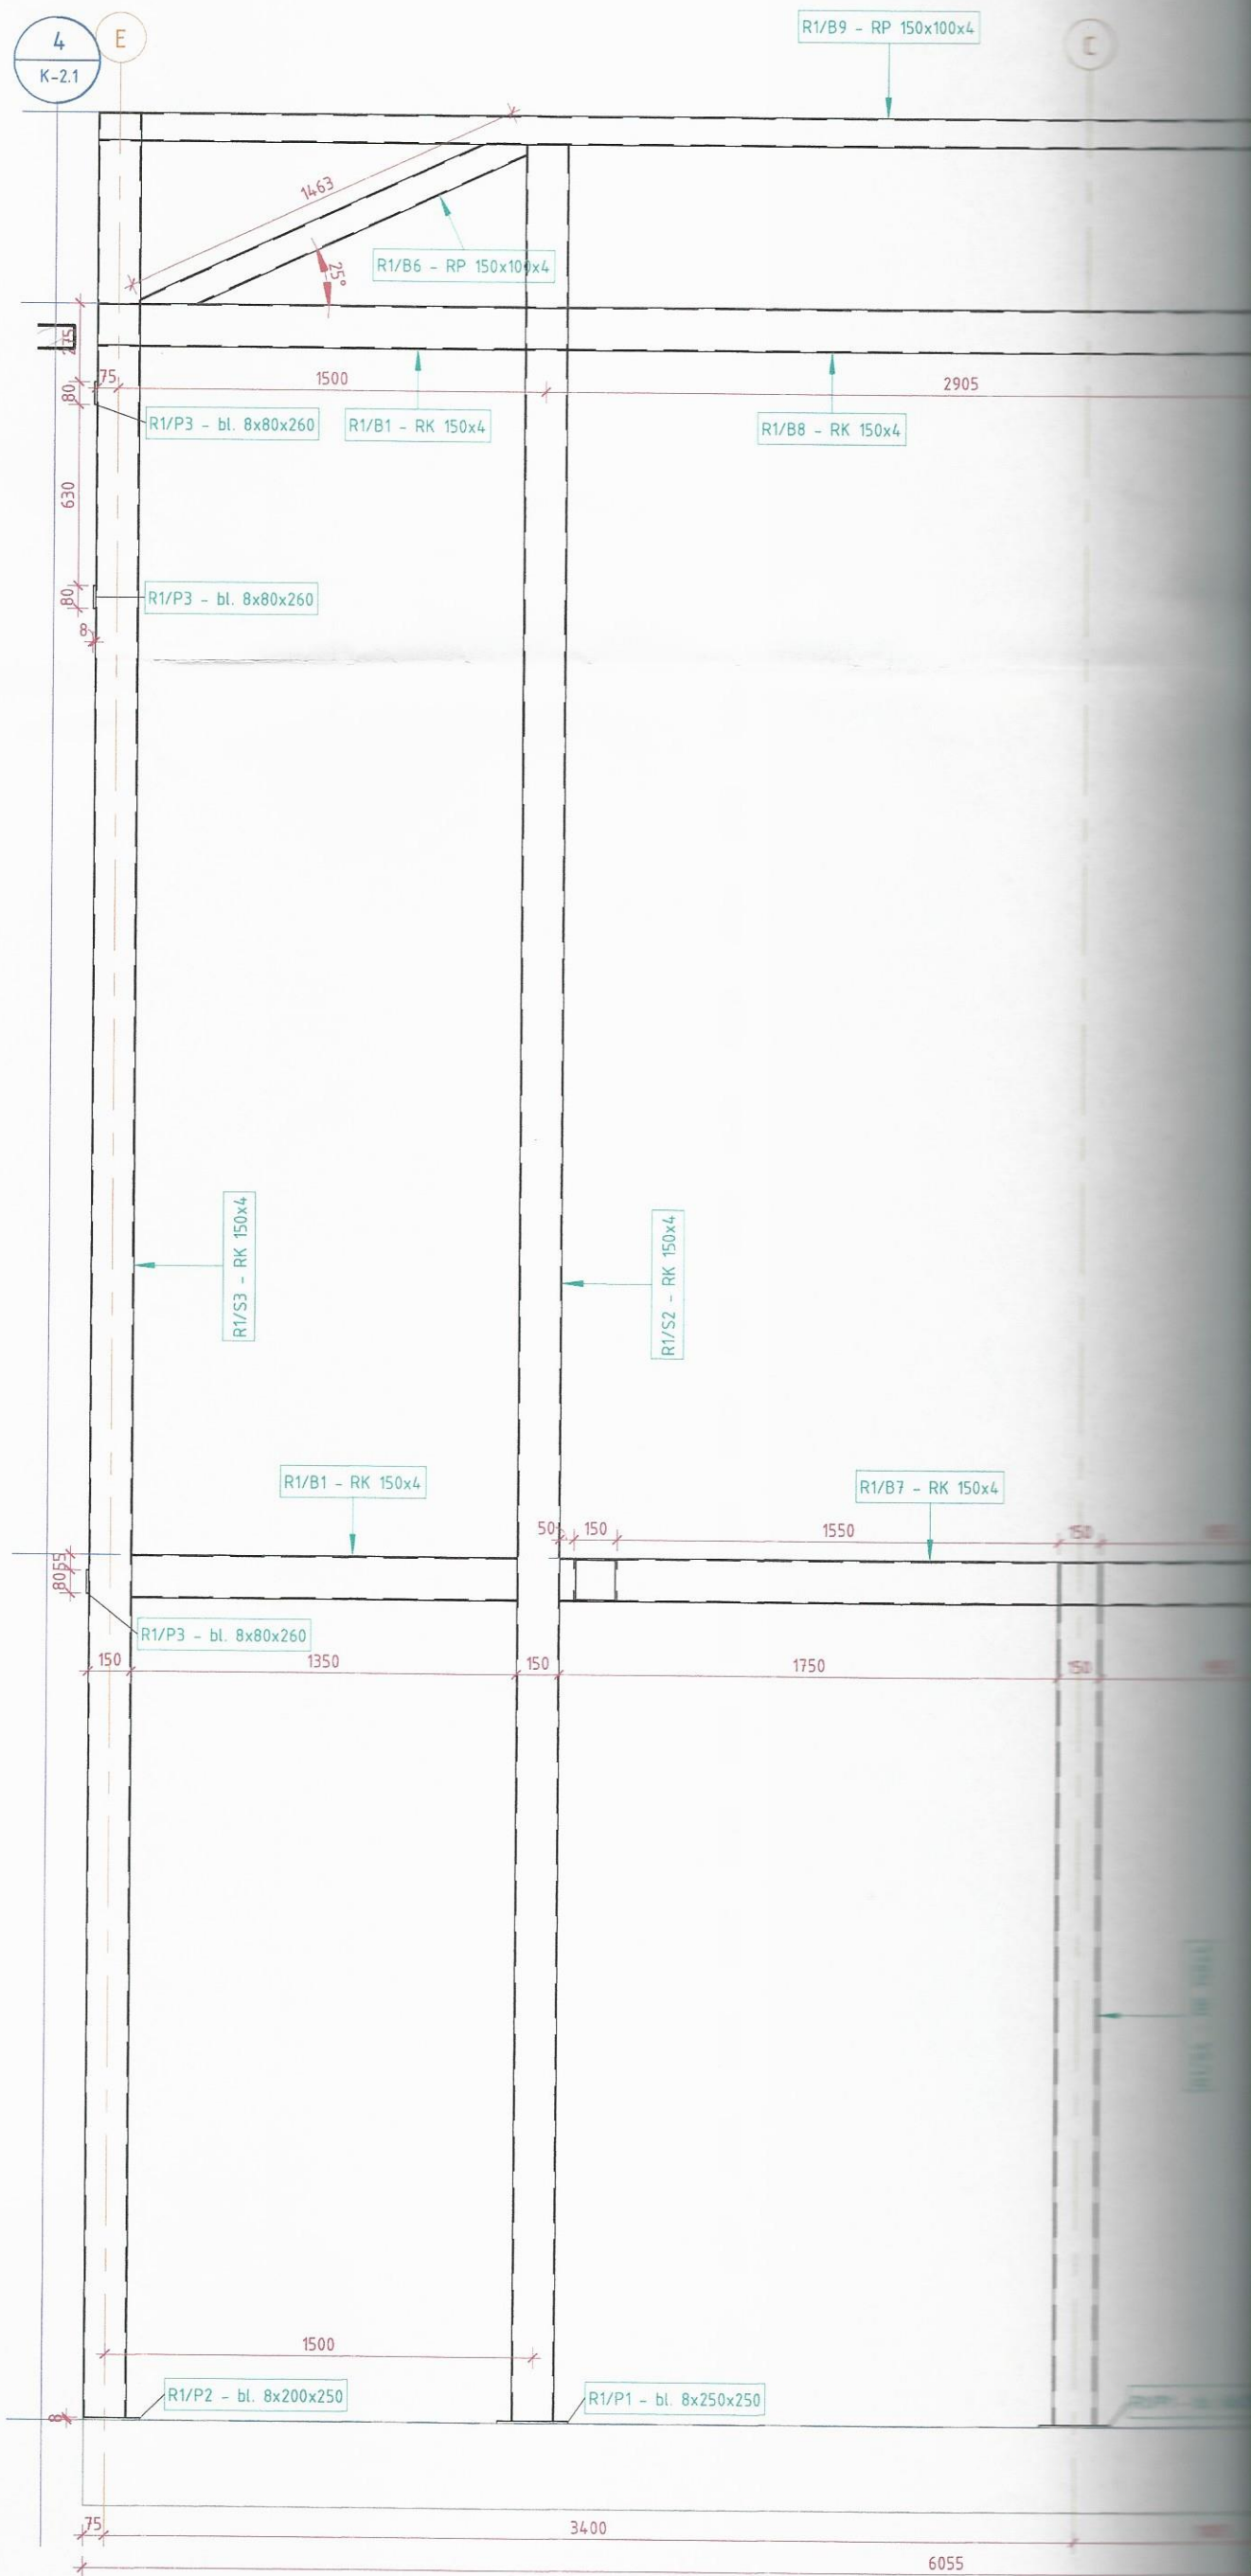 4
K-2.1
E
C
R1/B9 - RP 150x100x4
1463
R1/B6 - RP 150x100x4
25°
275
75
1500
2905
80
R1/P3 - bl. 8x80x260
R1/B1 - RK 150x4
R1/B8 - RK 150x4
630
80
R1/P3 - bl. 8x80x260
8
R1/S3 - RK 150x4
R1/S2 - RK 150x4
R1/B1 - RK 150x4
R1/B7 - RK 150x4
50
150
1550
150
55
80
R1/P3 - bl. 8x80x260
150
1350
150
1750
150
1500
R1/P2 - bl. 8x200x250
R1/P1 - bl. 8x250x250
8
75
3400
6055